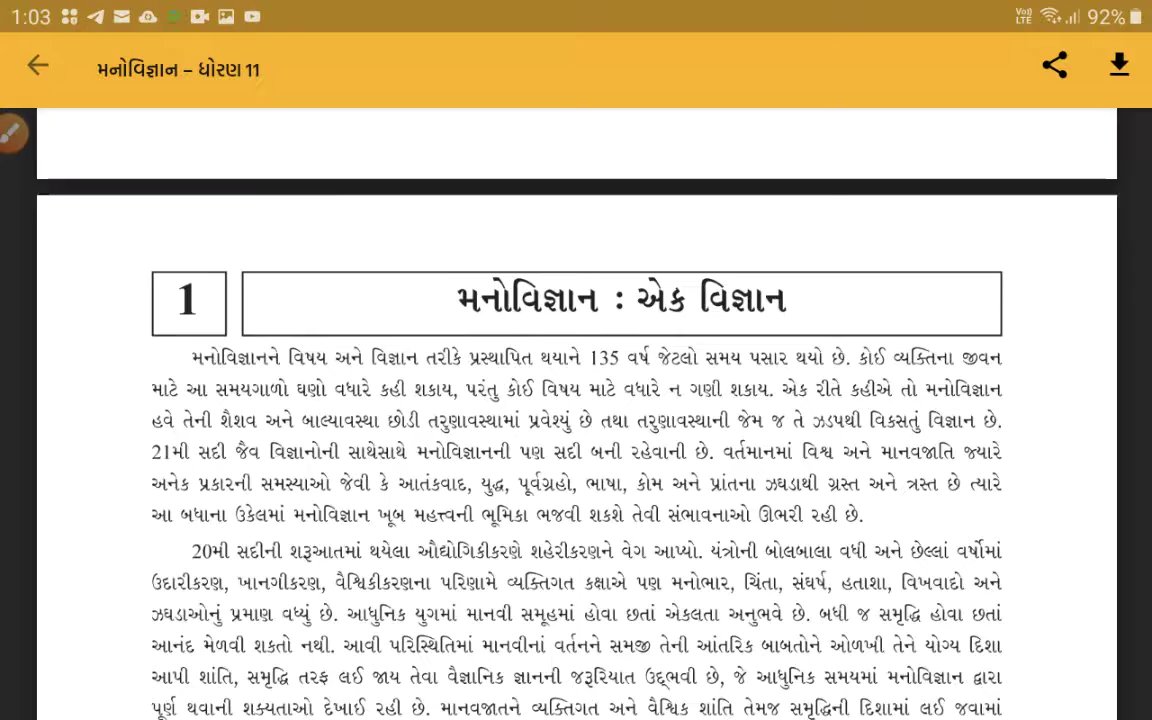 1:03
VoJ) LTE 92%
મનોવિજ્ઞાન – ધોરણ 11
1
મનોવિજ્ઞાન : એક વિજ્ઞાન
મનોવિજ્ઞાનને વિષય અને વિજ્ઞાન તરીકે પ્રસ્થાપિત થયાને 135 વર્ષ જેટલો સમય પસાર થયો છે. કોઈ વ્યક્તિના જીવન
માટે આ સમયગાળો ઘણો વધારે કહી શકાય, પરંતુ કોઈ વિષય માટે વધારે ન ગણી શકાય. એક રીતે કહીએ તો મનોવિજ્ઞાન
હવે તેની શૈશવ અને બાલ્યાવસ્થા છોડી તરુણાવસ્થામાં પ્રવેશ્યું છે તથા તરુણાવસ્થાની જેમ જ તે ઝડપથી વિકસતું વિજ્ઞાન છે.
21મી સદી જૈવ વિજ્ઞાનોની સાથેસાથે મનોવિજ્ઞાનની પણ સદી બની રહેવાની છે. વર્તમાનમાં વિશ્વ અને માનવજાતિ જ્યારે
અનેક પ્રકારની સમસ્યાઓ જેવી કે આતંકવાદ, યુદ્ધ, પૂર્વગ્રહો, ભાષા, કોમ અને પ્રાંતના ઝઘડાથી ગ્રસ્ત અને ત્રસ્ત છે ત્યારે
આ બધાના ઉકેલમાં મનોવિજ્ઞાન ખૂબ મહત્ત્વની ભૂમિકા ભજવી શકશે તેવી સંભાવનાઓ ઊભરી રહી છે.
20મી સદીની શરૂઆતમાં થયેલા ઔદ્યોગિકીકરણે શહેરીકરણને વેગ આપ્યો. યંત્રોની બોલબાલા વધી અને છેલ્લાં વર્ષોમાં
ઉદારીકરણ, ખાનગીકરણ, વૈશ્વિકીકરણના પરિણામે વ્યક્તિગત કક્ષાએ પણ મનોભાર, ચિંતા, સંઘર્ષ, હતાશા, વિખવાદો અને
ઝઘડાઓનું પ્રમાણ વધ્યું છે. આધુનિક યુગમાં માનવી સમૂહમાં હોવા છતાં એકલતા અનુભવે છે. બધી જ સમૃદ્ધિ હોવા છતાં
આનંદ મેળવી શકતો નથી. આવી પરિસ્થિતિમાં માનવીનાં વર્તનને સમજી તેની આંતરિક બાબતોને ઓળખી તેને યોગ્ય દિશા
આપી શાંતિ, સમૃદ્ધિ તરફ લઈ જાય તેવા વૈજ્ઞાનિક જ્ઞાનની જરૂરિયાત ઉદ્‌ભવી છે, જે આધુનિક સમયમાં મનોવિજ્ઞાન દ્વારા
પૂર્ણ થવાની શક્યતાઓ દેખાઈ રહી છે. માનવજાતને વ્યક્તિગત અને વૈશ્વિક શાંતિ તેમજ સમૃદ્ધિની દિશામાં લઈ જવામાં